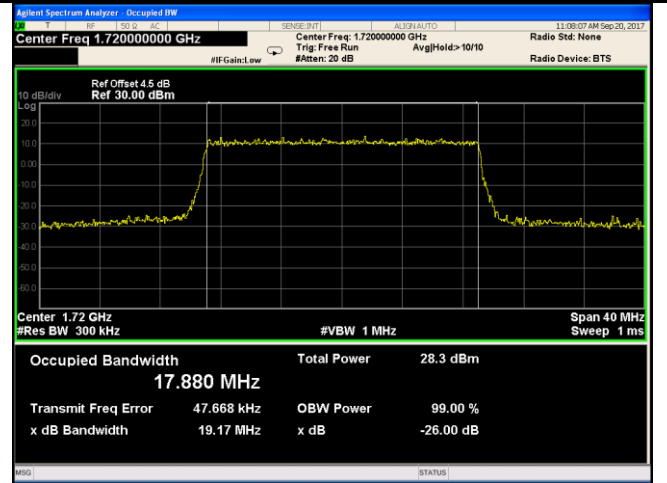 Agilent Spectrum Analyzer - Occupied BW
T RF 50 Ω AC SENSE:INT ALIGN AUTO 11:08:07 AM Sep 20, 2017
Center Freq 1.720000000 GHz Center Freq: 1.720000000 GHz Radio Std: None
Trig: Free Run Avg|Hold:>10/10
#IFGain:Low #Atten: 20 dB Radio Device: BTS
Ref Offset 4.5 dB
10 dB/div Ref 30.00 dBm
Log
20.0
10.0
0.00
-10.0
-20.0
-30.0
-40.0
-50.0
-60.0
Center 1.72 GHz Span 40 MHz
#Res BW 300 kHz #VBW 1 MHz Sweep 1 ms
Occupied Bandwidth Total Power 28.3 dBm
17.880 MHz
Transmit Freq Error 47.668 kHz OBW Power 99.00 %
x dB Bandwidth 19.17 MHz x dB -26.00 dB
MSG STATUS